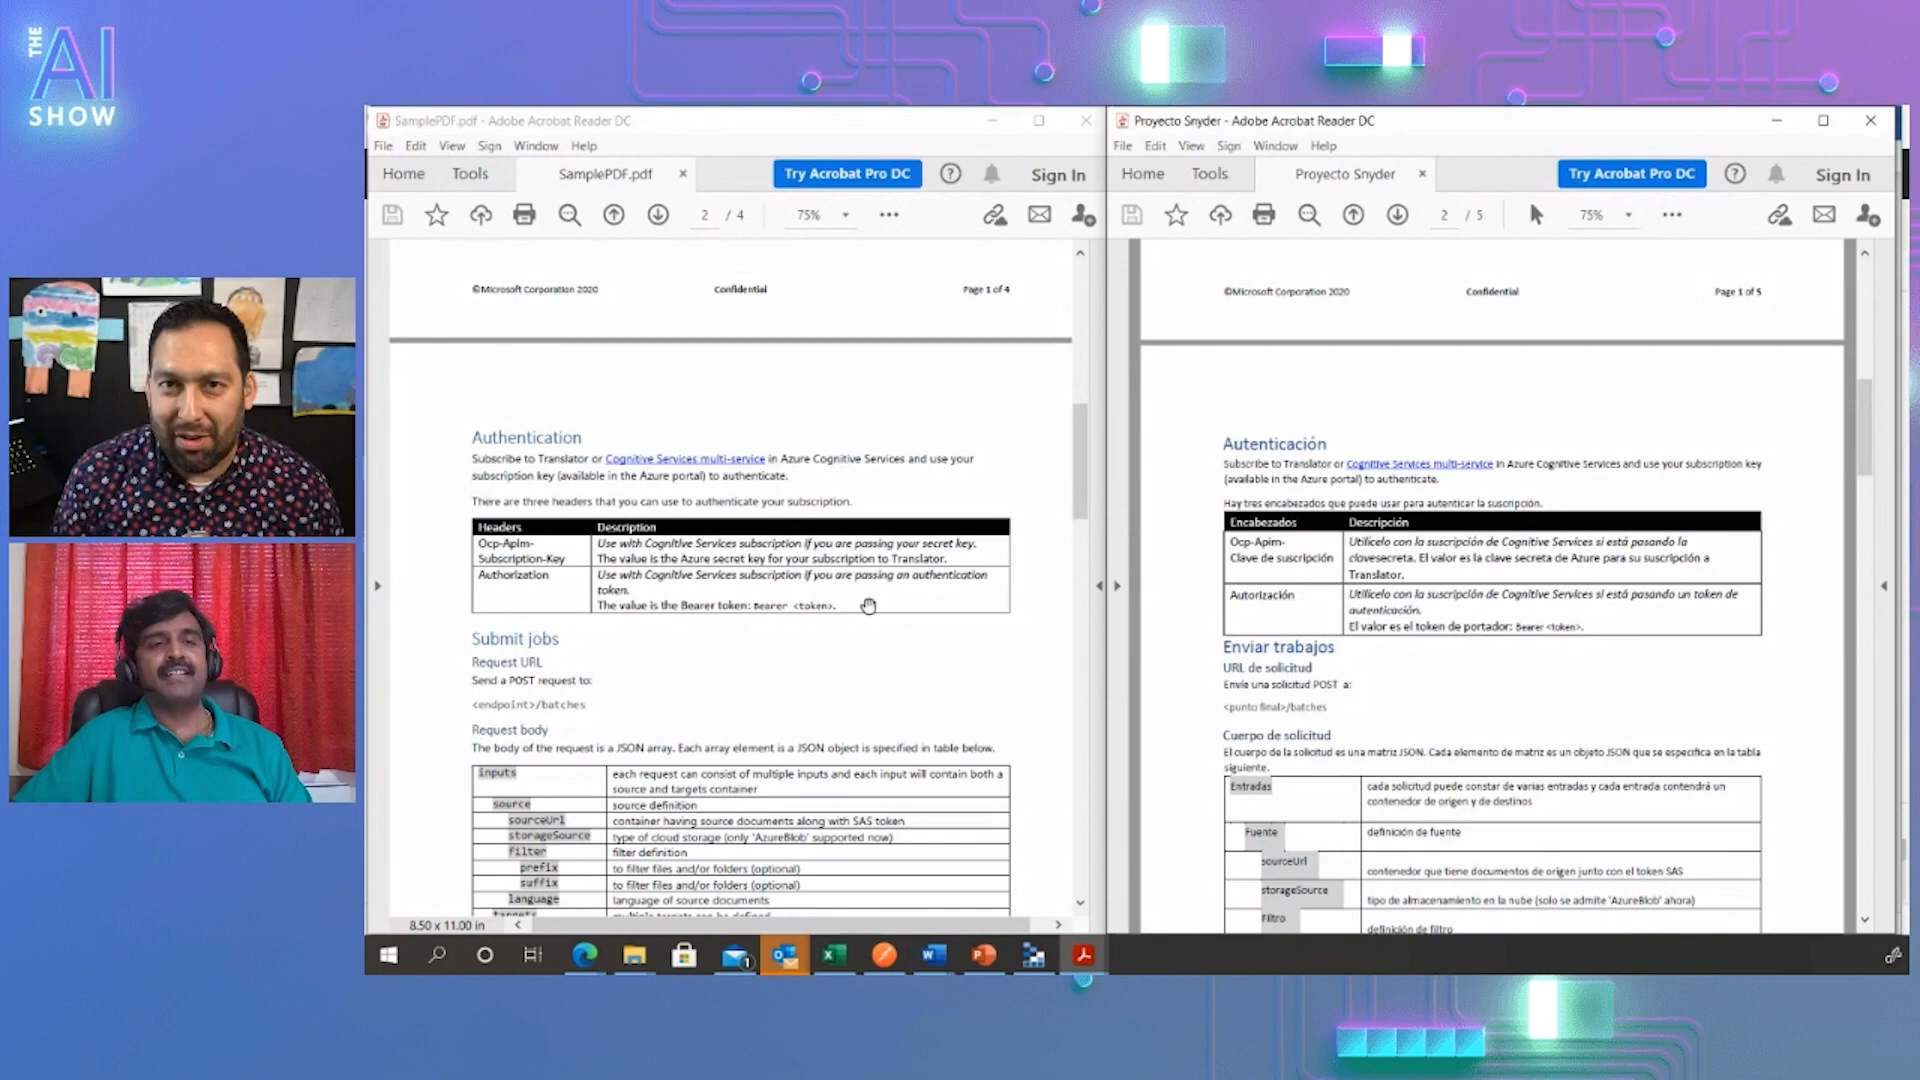 THE
AI
SHOW
SamplePDF.pdf - Adobe Acrobat Reader DC
File Edit View Sign Window Help
Home Tools SamplePDF.pdf × Try Acrobat Pro DC Sign In
2 / 4 75%
©Microsoft Corporation 2020 Confidential Page 1 of 4
Authentication
Subscribe to Translator or Cognitive Services multi-service in Azure Cognitive Services and use your
subscription key (available in the Azure portal) to authenticate.
There are three headers that you can use to authenticate your subscription.
Headers Description
Ocp-Apim- Use with Cognitive Services subscription if you are passing your secret key.
Subscription-Key The value is the Azure secret key for your subscription to Translator.
Authorization Use with Cognitive Services subscription if you are passing an authentication
token.
The value is the Bearer token: Bearer <token>.
Submit jobs
Request URL
Send a POST request to:
<endpoint>/batches
Request body
The body of the request is a JSON array. Each array element is a JSON object is specified in table below.
inputs each request can consist of multiple inputs and each input will contain both a
source and targets container
source source definition
sourceUrl container having source documents along with SAS token
storageSource type of cloud storage (only 'AzureBlob' supported now)
filter filter definition
prefix to filter files and/or folders (optional)
suffix to filter files and/or folders (optional)
language language of source documents
targets multiple targets can be defined
8.50 x 11.00 in
Proyecto Snyder - Adobe Acrobat Reader DC
File Edit View Sign Window Help
Home Tools Proyecto Snyder × Try Acrobat Pro DC Sign In
2 / 5 75%
©Microsoft Corporation 2020 Confidential Page 1 of 5
Autenticación
Subscribe to Translator or Cognitive Services multi-service in Azure Cognitive Services and use your subscription key
(available in the Azure portal) to authenticate.
Hay tres encabezados que puede usar para autenticar la suscripción.
Encabezados Descripción
Ocp-Apim- Utilícelo con la suscripción de Cognitive Services si está pasando la
Clave de suscripción clavesecreta. El valor es la clave secreta de Azure para su suscripción a
Translator.
Autorización Utilícelo con la suscripción de Cognitive Services si está pasando un token de
autenticación.
El valor es el token de portador: Bearer <token>.
Enviar trabajos
URL de solicitud
Envíe una solicitud POST a:
<punto final>/batches
Cuerpo de solicitud
El cuerpo de la solicitud es una matriz JSON. Cada elemento de matriz es un objeto JSON que se especifica en la tabla
siguiente.
Entradas cada solicitud puede constar de varias entradas y cada entrada contendrá un
contenedor de origen y de destinos
Fuente definición de fuente
sourceUrl contenedor que tiene documentos de origen junto con el token SAS
storageSource tipo de almacenamiento en la nube (solo se admite 'AzureBlob' ahora)
Filtro definición de filtro